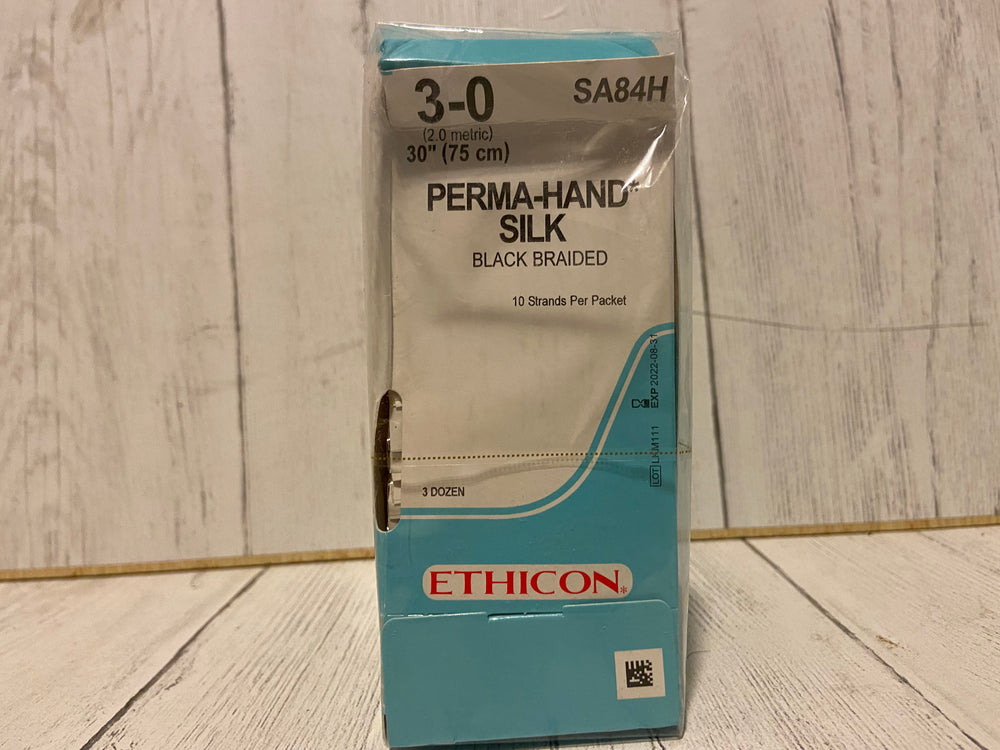 3-0
SA84H
(2.0 metric)
30" (75 cm)
PERMA-HAND*
SILK
BLACK BRAIDED
10 Strands Per Packet
EXP 2022-08-31
LOT
3 DOZEN
ETHICON*